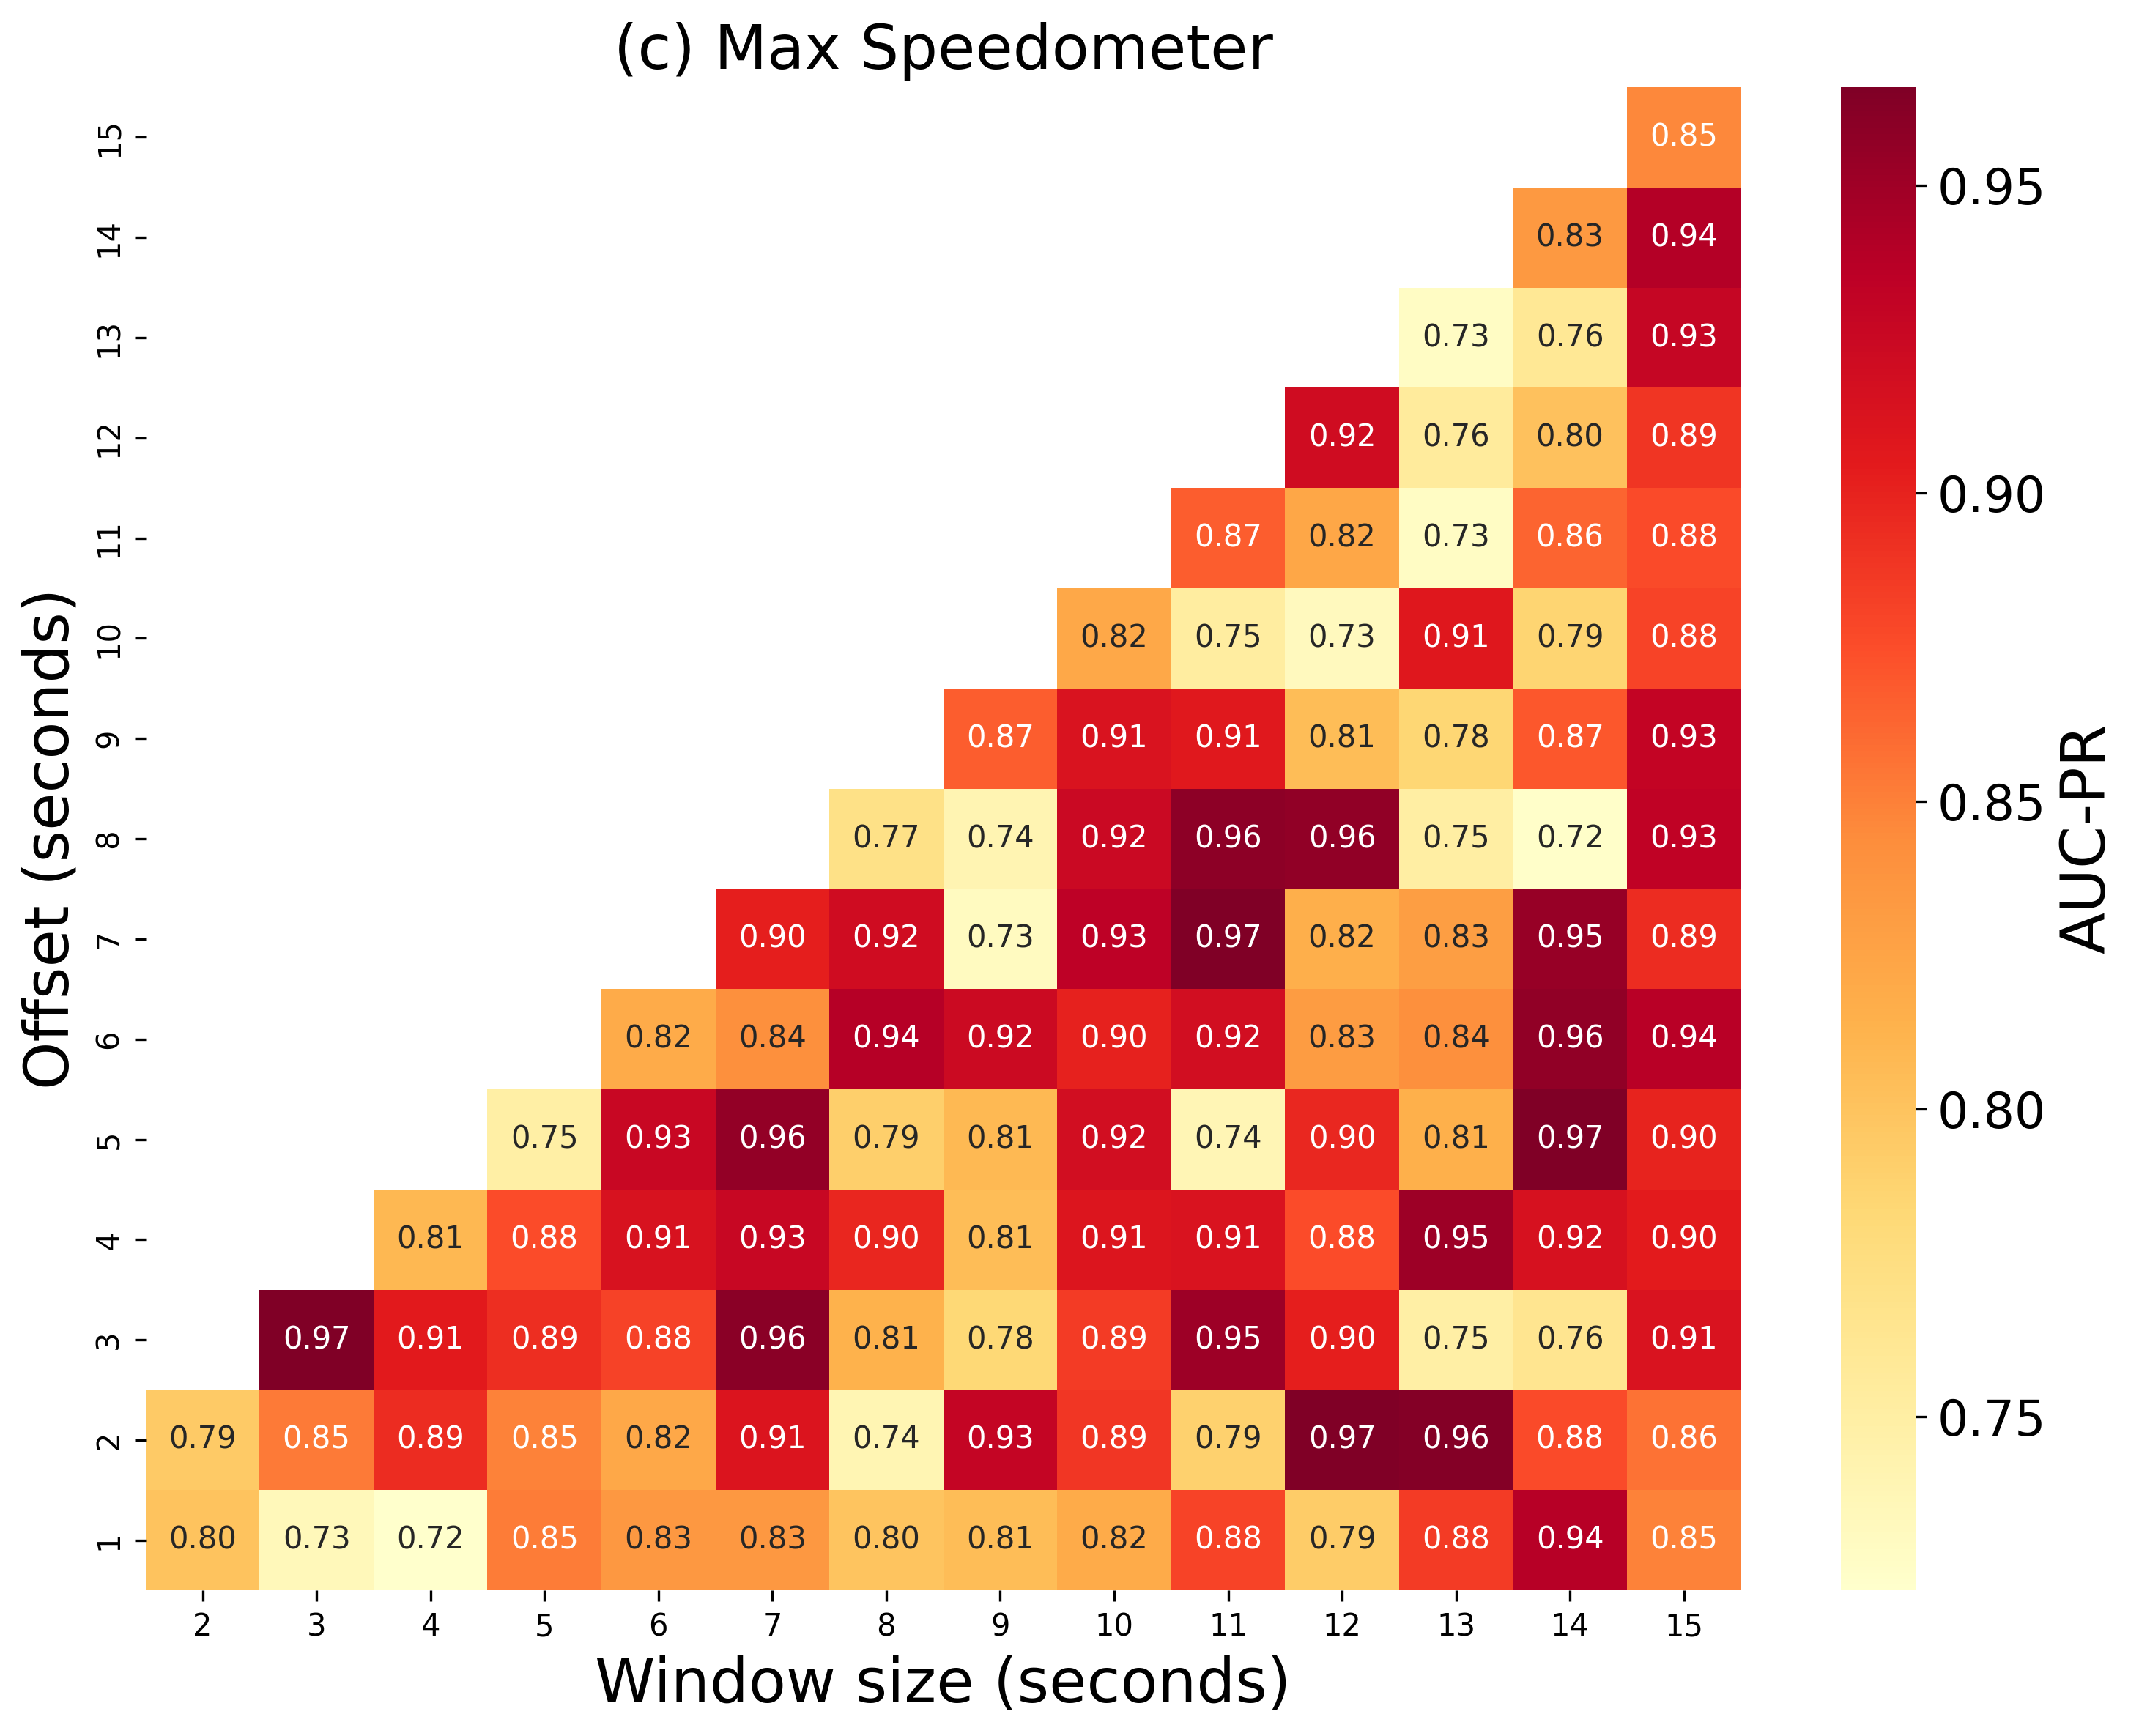 (c) Max Speedometer
15 0.85
14 0.83 0.94
13 0.73 0.76 0.93
12 0.92 0.76 0.80 0.89
11 0.87 0.82 0.73 0.86 0.88
10 0.82 0.75 0.73 0.91 0.79 0.88
9 0.87 0.91 0.91 0.81 0.78 0.87 0.93
8 0.77 0.74 0.92 0.96 0.96 0.75 0.72 0.93
7 0.90 0.92 0.73 0.93 0.97 0.82 0.83 0.95 0.89
6 0.82 0.84 0.94 0.92 0.90 0.92 0.83 0.84 0.96 0.94
5 0.75 0.93 0.96 0.79 0.81 0.92 0.74 0.90 0.81 0.97 0.90
4 0.81 0.88 0.91 0.93 0.90 0.81 0.91 0.91 0.88 0.95 0.92 0.90
3 0.97 0.91 0.89 0.88 0.96 0.81 0.78 0.89 0.95 0.90 0.75 0.76 0.91
2 0.79 0.85 0.89 0.85 0.82 0.91 0.74 0.93 0.89 0.79 0.97 0.96 0.88 0.86
1 0.80 0.73 0.72 0.85 0.83 0.83 0.80 0.81 0.82 0.88 0.79 0.88 0.94 0.85
2 3 4 5 6 7 8 9 10 11 12 13 14 15
Window size (seconds)
Offset (seconds)
0.95
0.90
0.85
0.80
0.75
AUC-PR